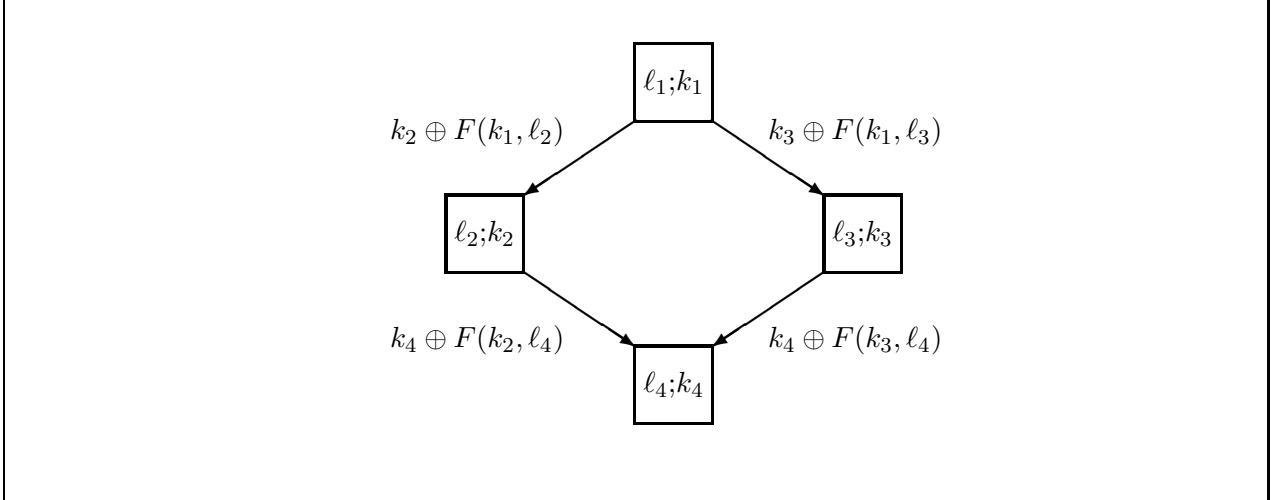 ℓ₁;k₁
k₂ ⊕ F(k₁, ℓ₂)
k₃ ⊕ F(k₁, ℓ₃)
ℓ₂;k₂
ℓ₃;k₃
k₄ ⊕ F(k₂, ℓ₄)
k₄ ⊕ F(k₃, ℓ₄)
ℓ₄;k₄